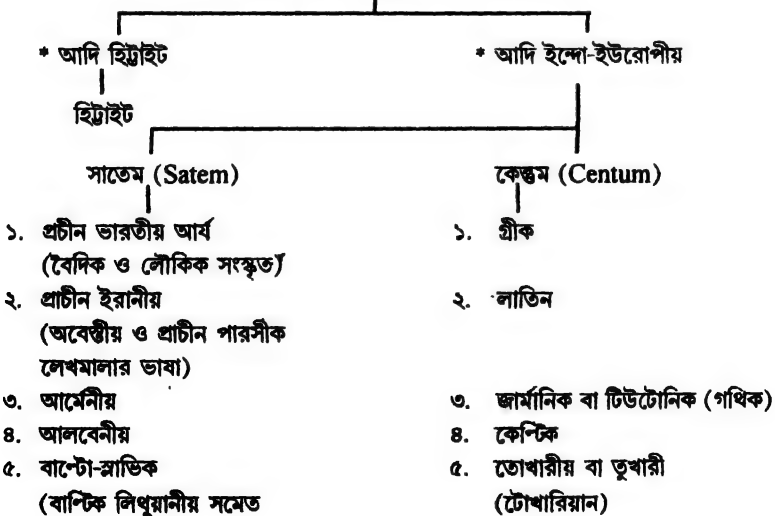 * আদি হিট্টাইট * আদি ইন্দো-ইউরোপীয়
হিট্টাইট
সাতেম (Satem) কেন্তুম (Centum)
১. প্রচীন ভারতীয় আর্য ১. গ্রীক
(বৈদিক ও লৌকিক সংস্কৃত)
২. প্রাচীন ইরানীয় ২. লাতিন
(অবেস্তীয় ও প্রাচীন পারসীক
লেখমালার ভাষা)
৩. আর্মেনীয় ৩. জার্মানিক বা টিউটোনিক (গথিক)
৪. আলবেনীয় ৪. কেল্টিক
৫. বাল্টো-স্লাভিক ৫. তোখারীয় বা তুখারী
(বাল্টিক লিথুয়ানীয় সমেত (টোখারিয়ান)